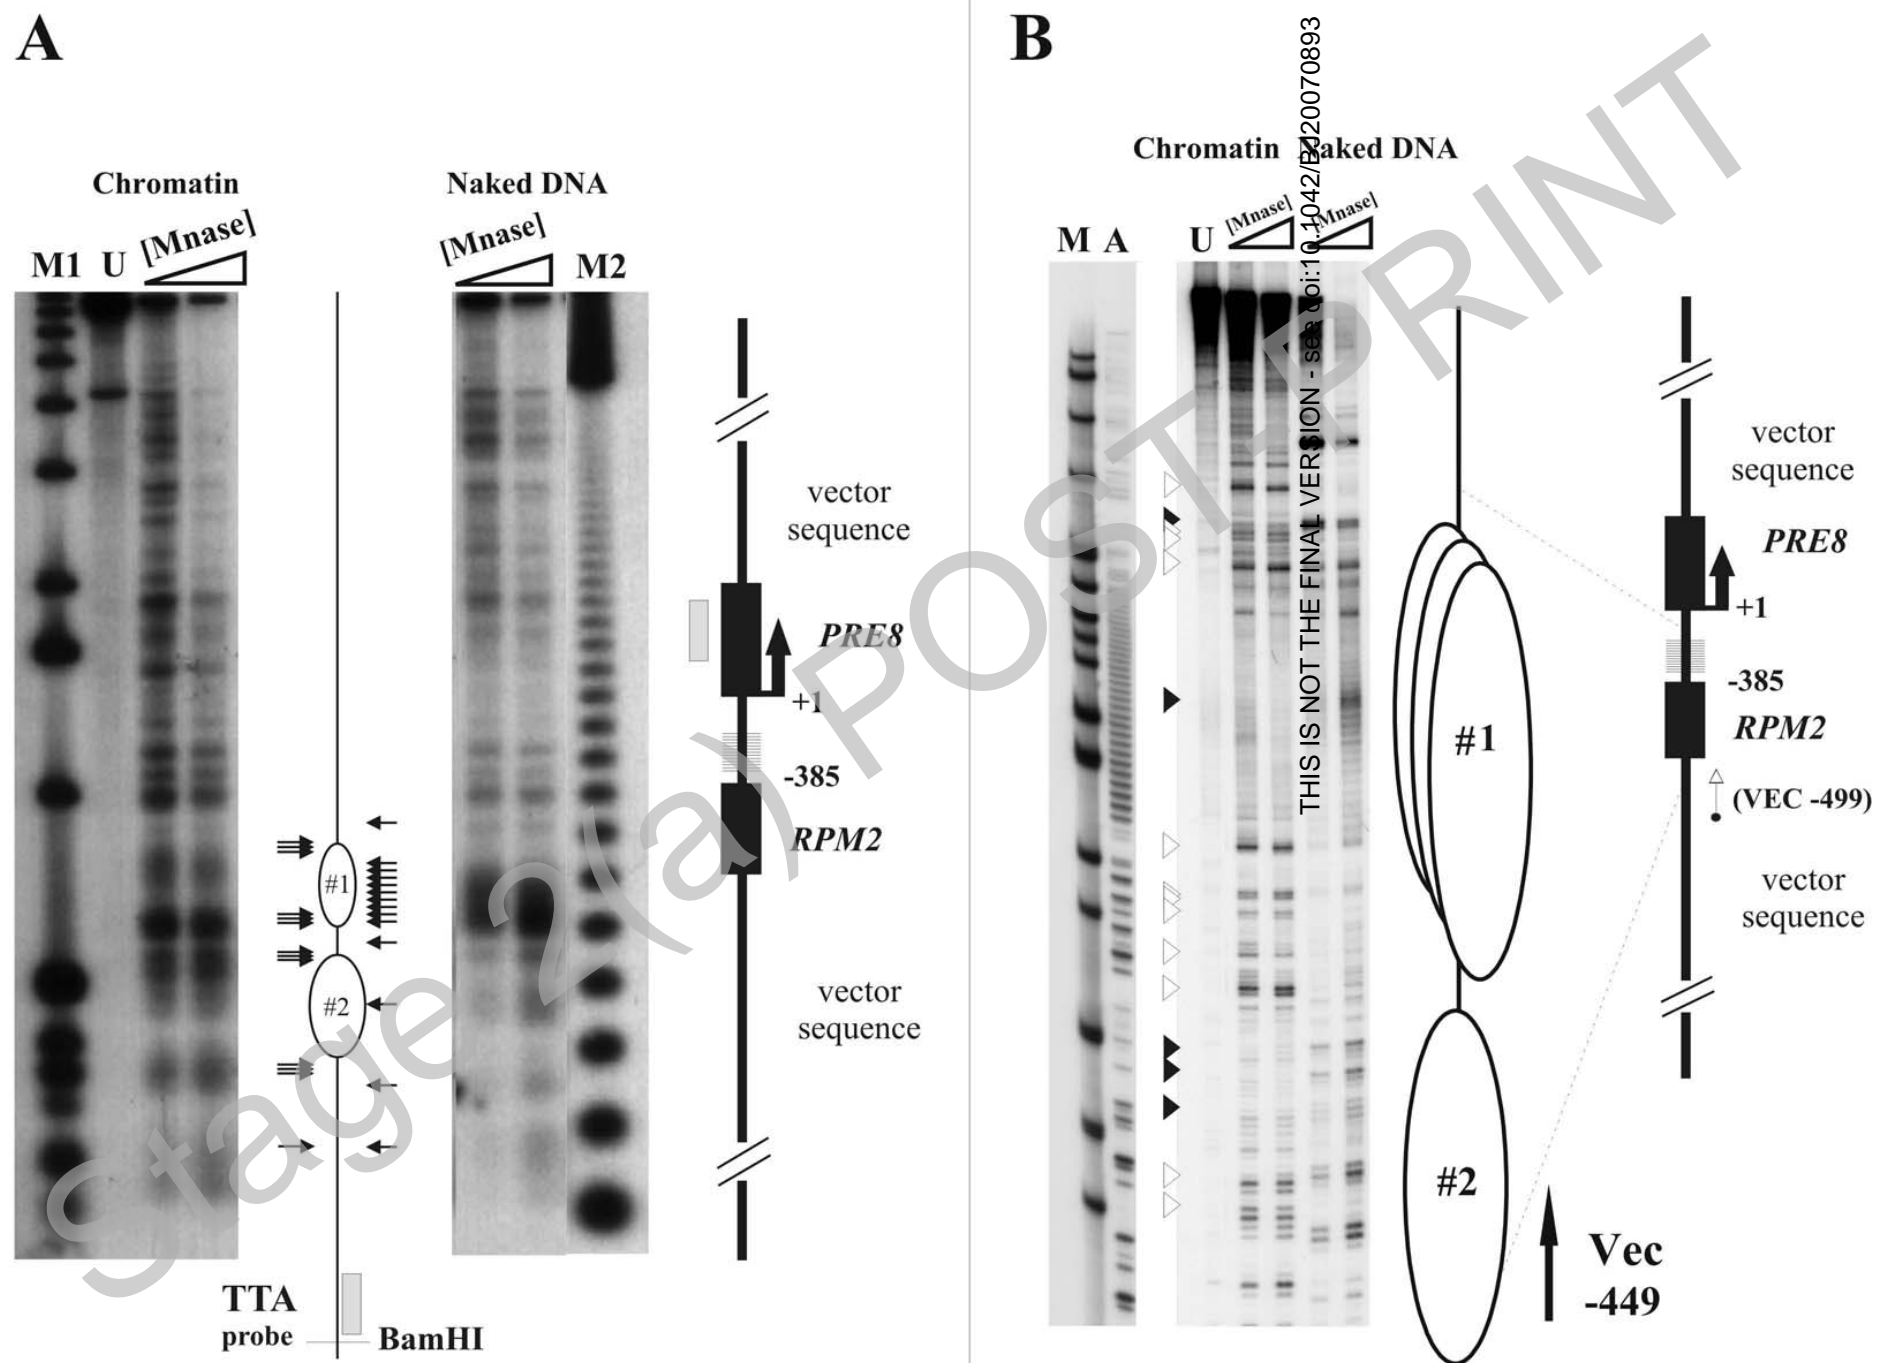 A
Chromatin
[Mnase]
M1 U
Naked DNA
[Mnase]
M2
#1
#2
TTA
probe
BamHI
vector
sequence
PRE8
+1
-385
RPM2
vector
sequence
B
Chromatin Naked DNA
[Mnase] [Mnase]
M A U
#1
#2
vector
sequence
PRE8
+1
-385
RPM2
(VEC -499)
vector
sequence
Vec
-449
THIS IS NOT THE FINAL VERSION - see doi:10.1042/BJ20070893
Stage 2(a) POST-PRINT